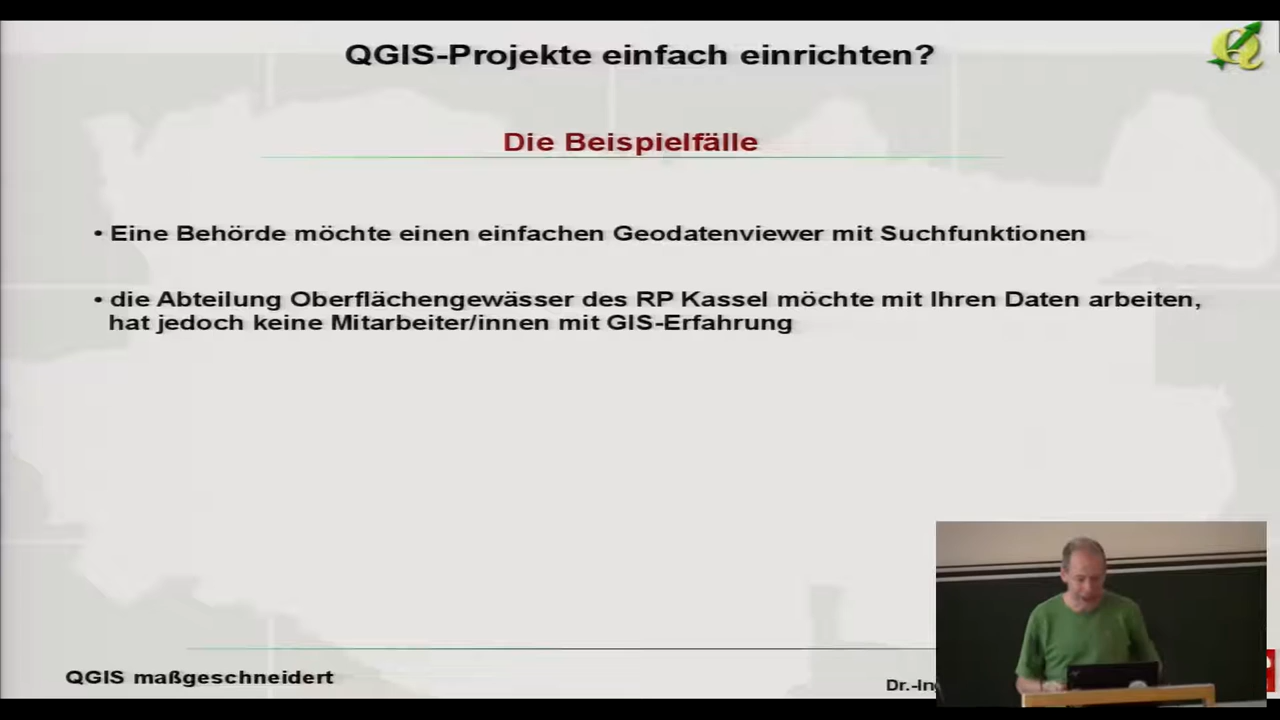 QGIS-Projekte einfach einrichten?
Die Beispielfälle
• Eine Behörde möchte einen einfachen Geodatenviewer mit Suchfunktionen
• die Abteilung Oberflächengewässer des RP Kassel möchte mit Ihren Daten arbeiten,
hat jedoch keine Mitarbeiter/innen mit GIS-Erfahrung
QGIS maßgeschneidert
Dr.-In